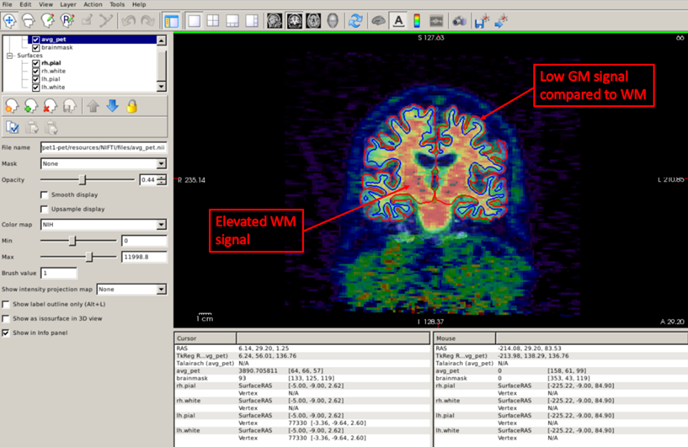 File Edit View Layer Action Tools Help
avg_pet
brainmask
Surfaces
rh.pial
rh.white
lh.pial
lh.white
File name pet1-pet/resources/NIFTI/files/avg_pet.nii
Mask None
Opacity 0.44
Smooth display
Upsample display
Color map NIH
Min 0
Max 11998.8
Brush value 1
Show intensity projection map None
Show label outline only (Alt+L)
Show as isosurface in 3D view
Show in Info panel
S 127.63
66
R 235.14
L 210.86
Low GM signal
compared to WM
Elevated WM
signal
1 cm
I 128.37
A 29.20
Cursor
RAS 6.14, 29.20, 1.25
TkReg R...vg_pet) 6.24, 56.01, 136.76
Talairach (avg_pet) N/A
avg_pet 3890.705811 [64, 66, 57]
brainmask 93 [133, 125, 119]
rh.pial SurfaceRAS [-5.00, -9.00, 2.62]
Vertex N/A
rh.white SurfaceRAS [-5.00, -9.00, 2.62]
Vertex N/A
lh.pial SurfaceRAS [-5.00, -9.00, 2.62]
Vertex 77330 [-3.36, -9.64, 2.60]
lh.white SurfaceRAS [-5.00, -9.00, 2.62]
Vertex 77330 [-3.36, -9.64, 2.60]
Mouse
RAS -214.08, 29.20, 83.53
TkReg R...vg_pet) -213.98, 138.29, 136.76
Talairach (avg_pet) N/A
avg_pet 0 [158, 61, 99]
brainmask 0 [353, 43, 119]
rh.pial SurfaceRAS [-225.22, -9.00, 84.90]
Vertex N/A
rh.white SurfaceRAS [-225.22, -9.00, 84.90]
Vertex N/A
lh.pial SurfaceRAS [-225.22, -9.00, 84.90]
Vertex N/A
lh.white SurfaceRAS [-225.22, -9.00, 84.90]
Vertex N/A